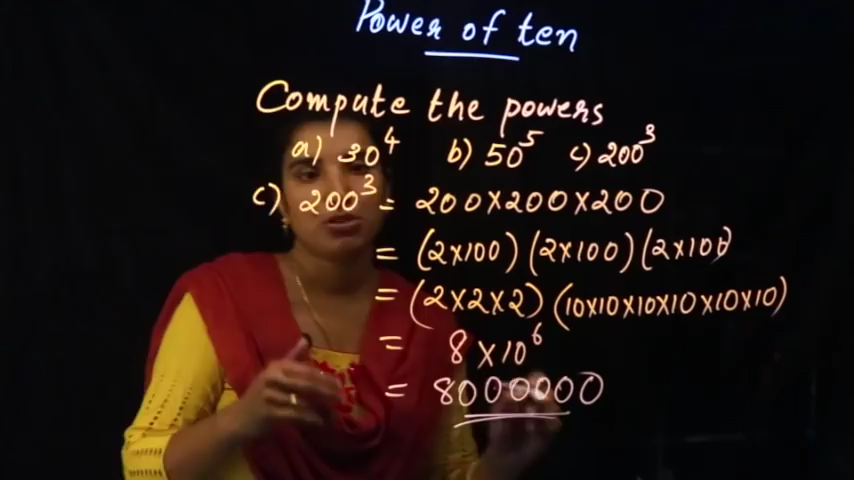 Power of ten
Compute the powers
a) 30⁴ b) 50⁵ c) 200³
c) 200³ = 200×200×200
= (2×100) (2×100) (2×100)
= (2×2×2) (10×10×10×10×10×10)
= 8×10⁶
= 8000000